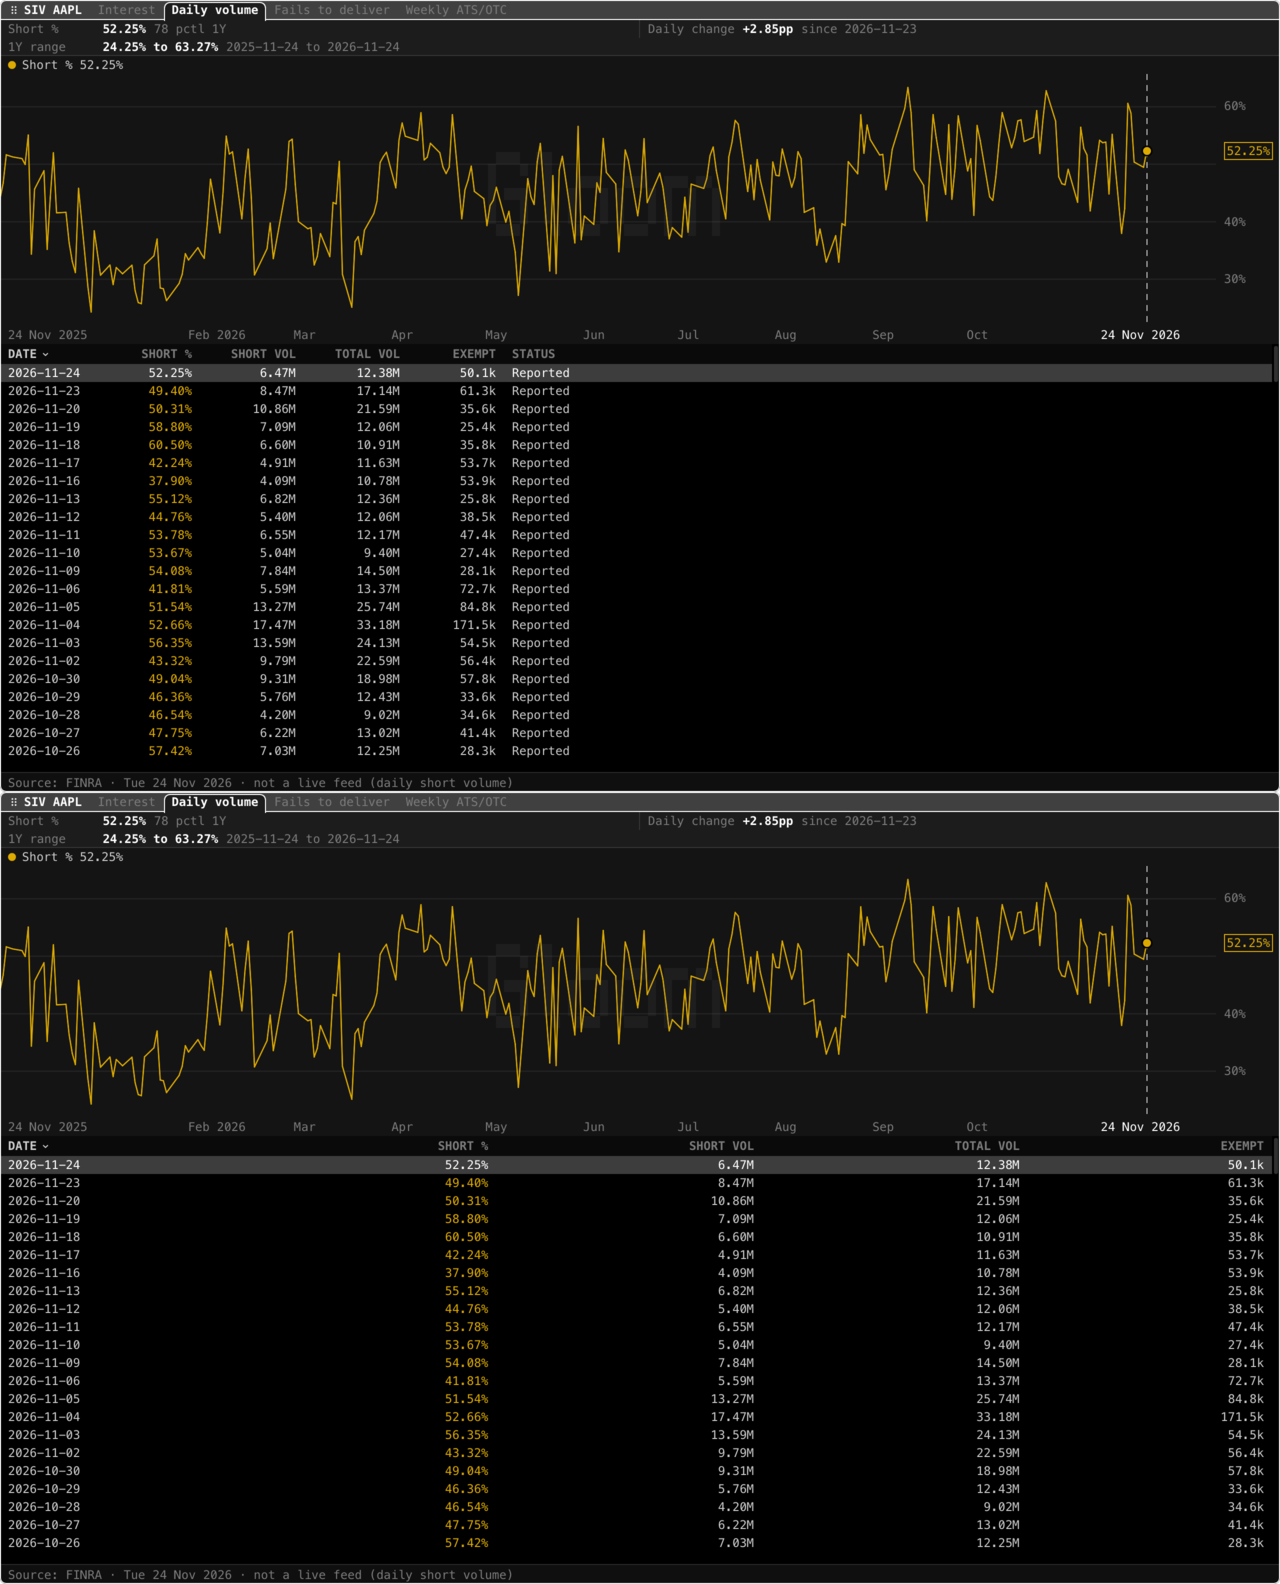 ⠿ SIV AAPL Interest Daily volume Fails to deliver Weekly ATS/OTC
Short % 52.25% 78 pctl 1Y Daily change +2.85pp since 2026-11-23
1Y range 24.25% to 63.27% 2025-11-24 to 2026-11-24
Short % 52.25%
60%
52.25%
40%
30%
24 Nov 2025 Feb 2026 Mar Apr May Jun Jul Aug Sep Oct 24 Nov 2026
DATE SHORT % SHORT VOL TOTAL VOL EXEMPT STATUS
2026-11-24 52.25% 6.47M 12.38M 50.1k Reported
2026-11-23 49.40% 8.47M 17.14M 61.3k Reported
2026-11-20 50.31% 10.86M 21.59M 35.6k Reported
2026-11-19 58.80% 7.09M 12.06M 25.4k Reported
2026-11-18 60.50% 6.60M 10.91M 35.8k Reported
2026-11-17 42.24% 4.91M 11.63M 53.7k Reported
2026-11-16 37.90% 4.09M 10.78M 53.9k Reported
2026-11-13 55.12% 6.82M 12.36M 25.8k Reported
2026-11-12 44.76% 5.40M 12.06M 38.5k Reported
2026-11-11 53.78% 6.55M 12.17M 47.4k Reported
2026-11-10 53.67% 5.04M 9.40M 27.4k Reported
2026-11-09 54.08% 7.84M 14.50M 28.1k Reported
2026-11-06 41.81% 5.59M 13.37M 72.7k Reported
2026-11-05 51.54% 13.27M 25.74M 84.8k Reported
2026-11-04 52.66% 17.47M 33.18M 171.5k Reported
2026-11-03 56.35% 13.59M 24.13M 54.5k Reported
2026-11-02 43.32% 9.79M 22.59M 56.4k Reported
2026-10-30 49.04% 9.31M 18.98M 57.8k Reported
2026-10-29 46.36% 5.76M 12.43M 33.6k Reported
2026-10-28 46.54% 4.20M 9.02M 34.6k Reported
2026-10-27 47.75% 6.22M 13.02M 41.4k Reported
2026-10-26 57.42% 7.03M 12.25M 28.3k Reported
Source: FINRA · Tue 24 Nov 2026 · not a live feed (daily short volume)
⠿ SIV AAPL Interest Daily volume Fails to deliver Weekly ATS/OTC
Short % 52.25% 78 pctl 1Y Daily change +2.85pp since 2026-11-23
1Y range 24.25% to 63.27% 2025-11-24 to 2026-11-24
Short % 52.25%
60%
52.25%
40%
30%
24 Nov 2025 Feb 2026 Mar Apr May Jun Jul Aug Sep Oct 24 Nov 2026
DATE SHORT % SHORT VOL TOTAL VOL EXEMPT
2026-11-24 52.25% 6.47M 12.38M 50.1k
2026-11-23 49.40% 8.47M 17.14M 61.3k
2026-11-20 50.31% 10.86M 21.59M 35.6k
2026-11-19 58.80% 7.09M 12.06M 25.4k
2026-11-18 60.50% 6.60M 10.91M 35.8k
2026-11-17 42.24% 4.91M 11.63M 53.7k
2026-11-16 37.90% 4.09M 10.78M 53.9k
2026-11-13 55.12% 6.82M 12.36M 25.8k
2026-11-12 44.76% 5.40M 12.06M 38.5k
2026-11-11 53.78% 6.55M 12.17M 47.4k
2026-11-10 53.67% 5.04M 9.40M 27.4k
2026-11-09 54.08% 7.84M 14.50M 28.1k
2026-11-06 41.81% 5.59M 13.37M 72.7k
2026-11-05 51.54% 13.27M 25.74M 84.8k
2026-11-04 52.66% 17.47M 33.18M 171.5k
2026-11-03 56.35% 13.59M 24.13M 54.5k
2026-11-02 43.32% 9.79M 22.59M 56.4k
2026-10-30 49.04% 9.31M 18.98M 57.8k
2026-10-29 46.36% 5.76M 12.43M 33.6k
2026-10-28 46.54% 4.20M 9.02M 34.6k
2026-10-27 47.75% 6.22M 13.02M 41.4k
2026-10-26 57.42% 7.03M 12.25M 28.3k
Source: FINRA · Tue 24 Nov 2026 · not a live feed (daily short volume)